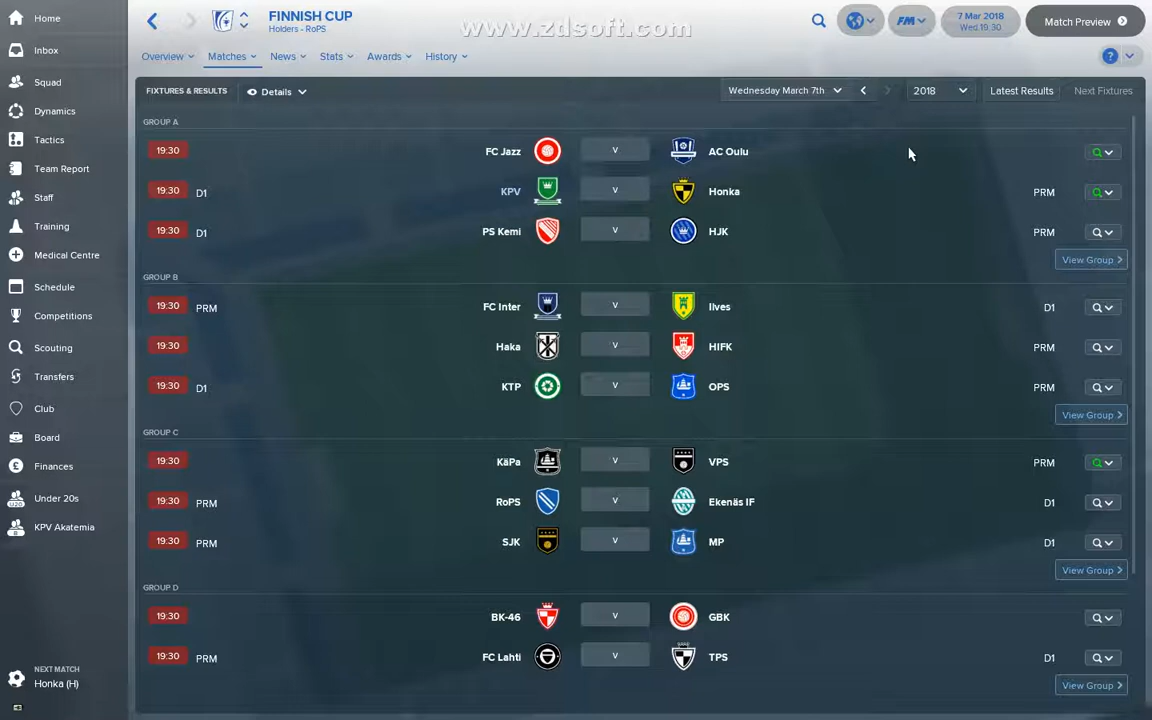 Home
FINNISH CUP
Holders - RoPS
www.zdsoft.com
FM
7 Mar 2018
Wed 19:30
Match Preview
Inbox
Overview Matches News Stats Awards History
?
Squad
Dynamics
Tactics
Team Report
Staff
Training
Medical Centre
Schedule
Competitions
Scouting
Transfers
Club
Board
Finances
Under 20s
KPV Akatemia
NEXT MATCH
Honka (H)
FIXTURES & RESULTS Details Wednesday March 7th 2018 Latest Results Next Fixtures
GROUP A
19:30 FC Jazz v AC Oulu
19:30 D1 KPV v Honka PRM
19:30 D1 PS Kemi v HJK PRM
View Group
GROUP B
19:30 PRM FC Inter v Ilves D1
19:30 Haka v HIFK PRM
19:30 D1 KTP v OPS PRM
View Group
GROUP C
19:30 KäPa v VPS PRM
19:30 PRM RoPS v Ekenäs IF D1
19:30 PRM SJK v MP D1
View Group
GROUP D
19:30 BK-46 v GBK
19:30 PRM FC Lahti v TPS D1
View Group